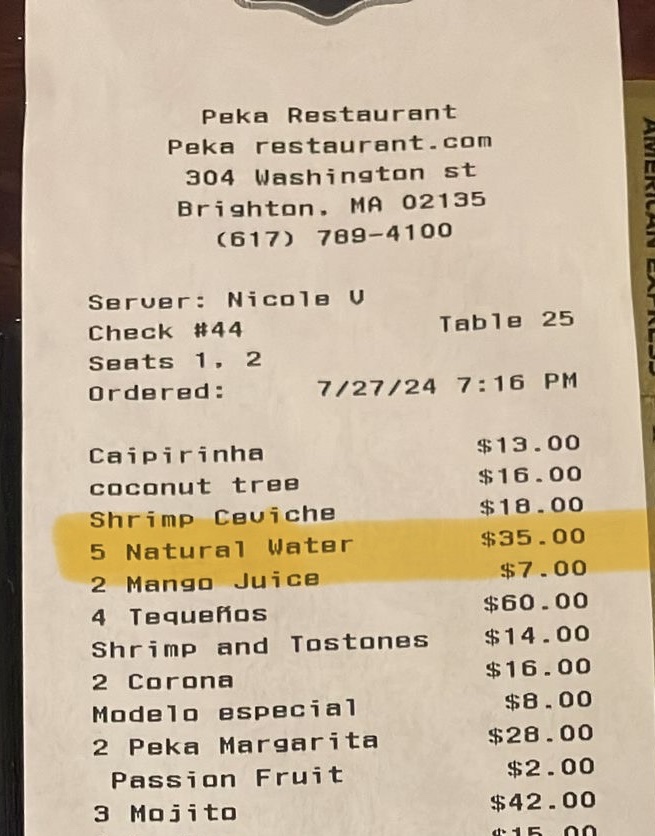 Peka Restaurant
Peka restaurant.com
304 Washington st
Brighton, MA 02135
(617) 789-4100
Server: Nicole V
Check #44 Table 25
Seats 1, 2
Ordered: 7/27/24 7:16 PM
Caipirinha $13.00
coconut tree $16.00
Shrimp Ceviche $18.00
5 Natural Water $35.00
2 Mango Juice $7.00
4 Tequeños $60.00
Shrimp and Tostones $14.00
2 Corona $16.00
Modelo especial $8.00
2 Peka Margarita $28.00
Passion Fruit $2.00
3 Mojito $42.00
$15.00
AMERICAN EXPRESS